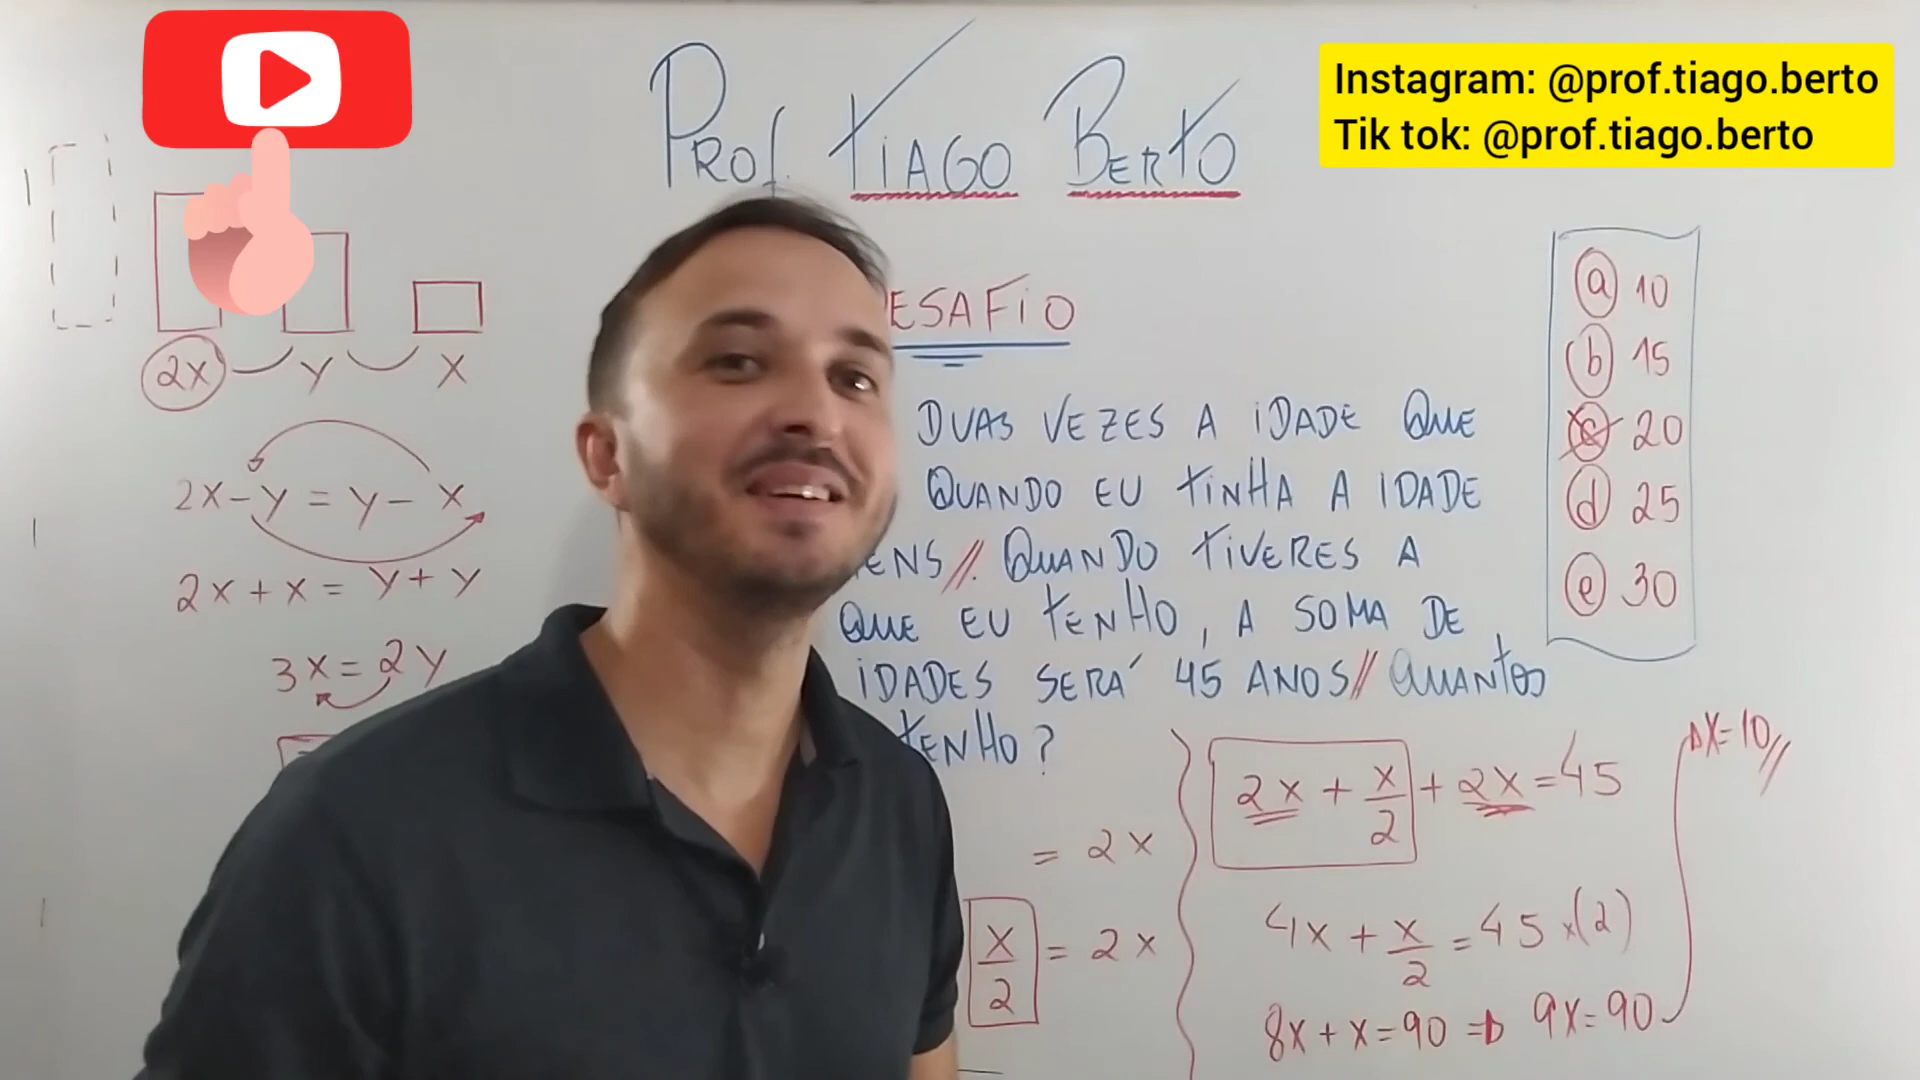 Instagram: @prof.tiago.berto
Tik tok: @prof.tiago.berto
PROF. TIAGO BERTO
ESAFIO
DUAS VEZES A IDADE QUE
QUANDO EU TINHA A IDADE
ENS//. QUANDO TIVERES A
QUE EU TENHO, A SOMA DE
IDADES SERÁ 45 ANOS// QUANTOS
TENHO?
a 10
b 15
c 20
d 25
e 30
2x y x
2x - y = y - x
2x + x = y + y
3x = 2y
= 2x
x/2 = 2x
2x + x/2 + 2x = 45
4x + x/2 = 45 x(2)
8x + x = 90 ⇒ 9x = 90
x = 10//